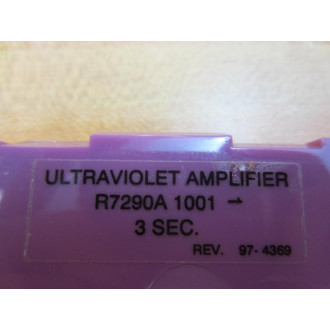 ULTRAVIOLET AMPLIFIER
R7290A 1001 ⇀
3 SEC.
REV. 97-4369